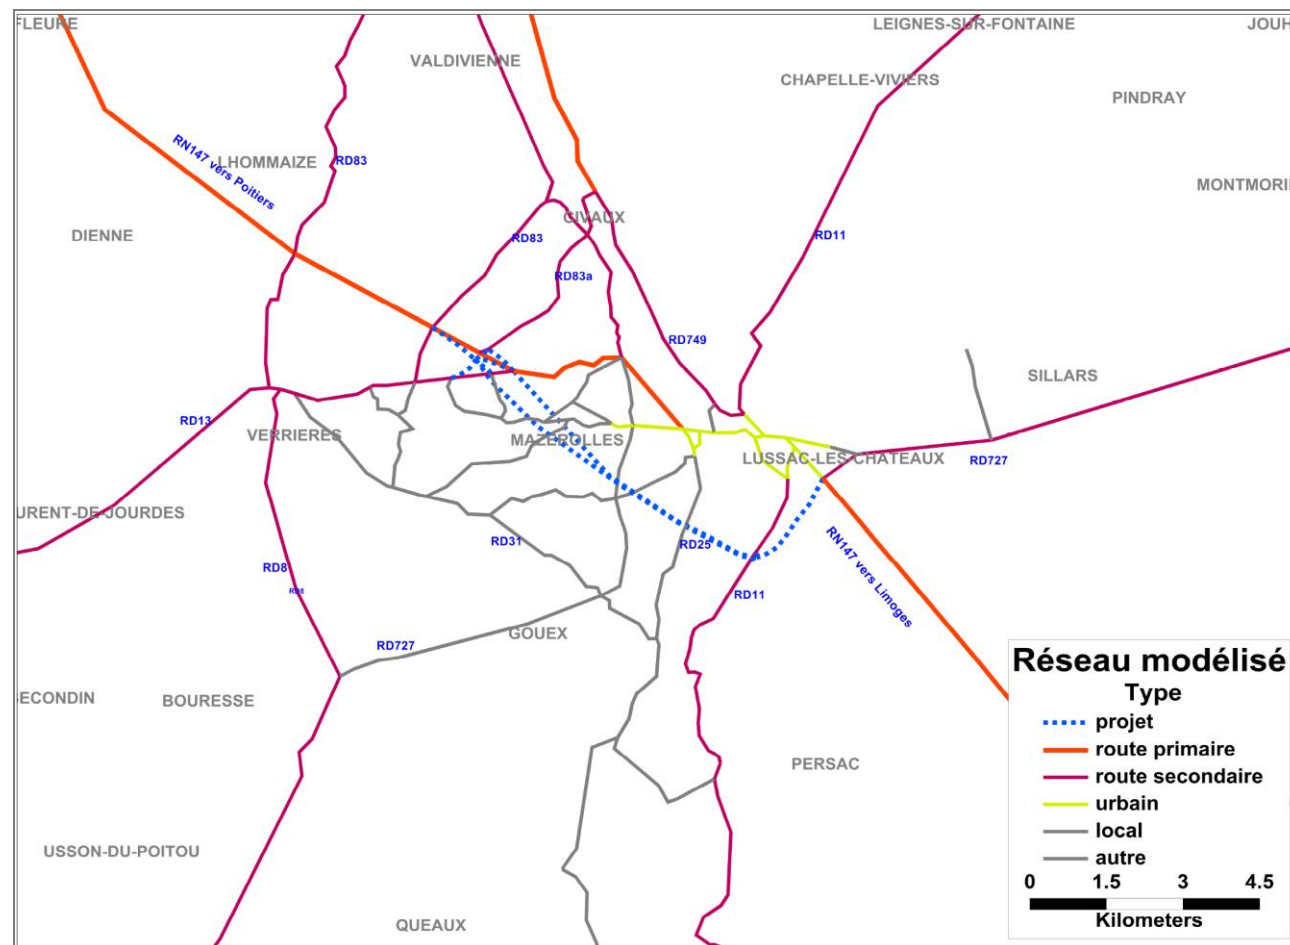 FLEURE
LEIGNES-SUR-FONTAINE
JOUH
VALDIVIENNE
CHAPELLE-VIVIERS
PINDRAY
RN147 vers Poitiers
LHOMMAIZE
RD83
MONTMORI
CIVAUX
DIENNE
RD83
RD11
RD83a
RD749
SILLARS
RD13
VERRIERES
MAZEROLLES
LUSSAC-LES-CHATEAUX
RD727
URENT-DE-JOURDES
RD31
RD25
RD8
RD8
RD11
RN147 vers Limoges
GOUEX
RD727
ECONDIN
BOURESSE
PERSAC
USSON-DU-POITOU
QUEAUX
Réseau modélisé
Type
projet
route primaire
route secondaire
urbain
local
autre
0 1.5 3 4.5
Kilometers